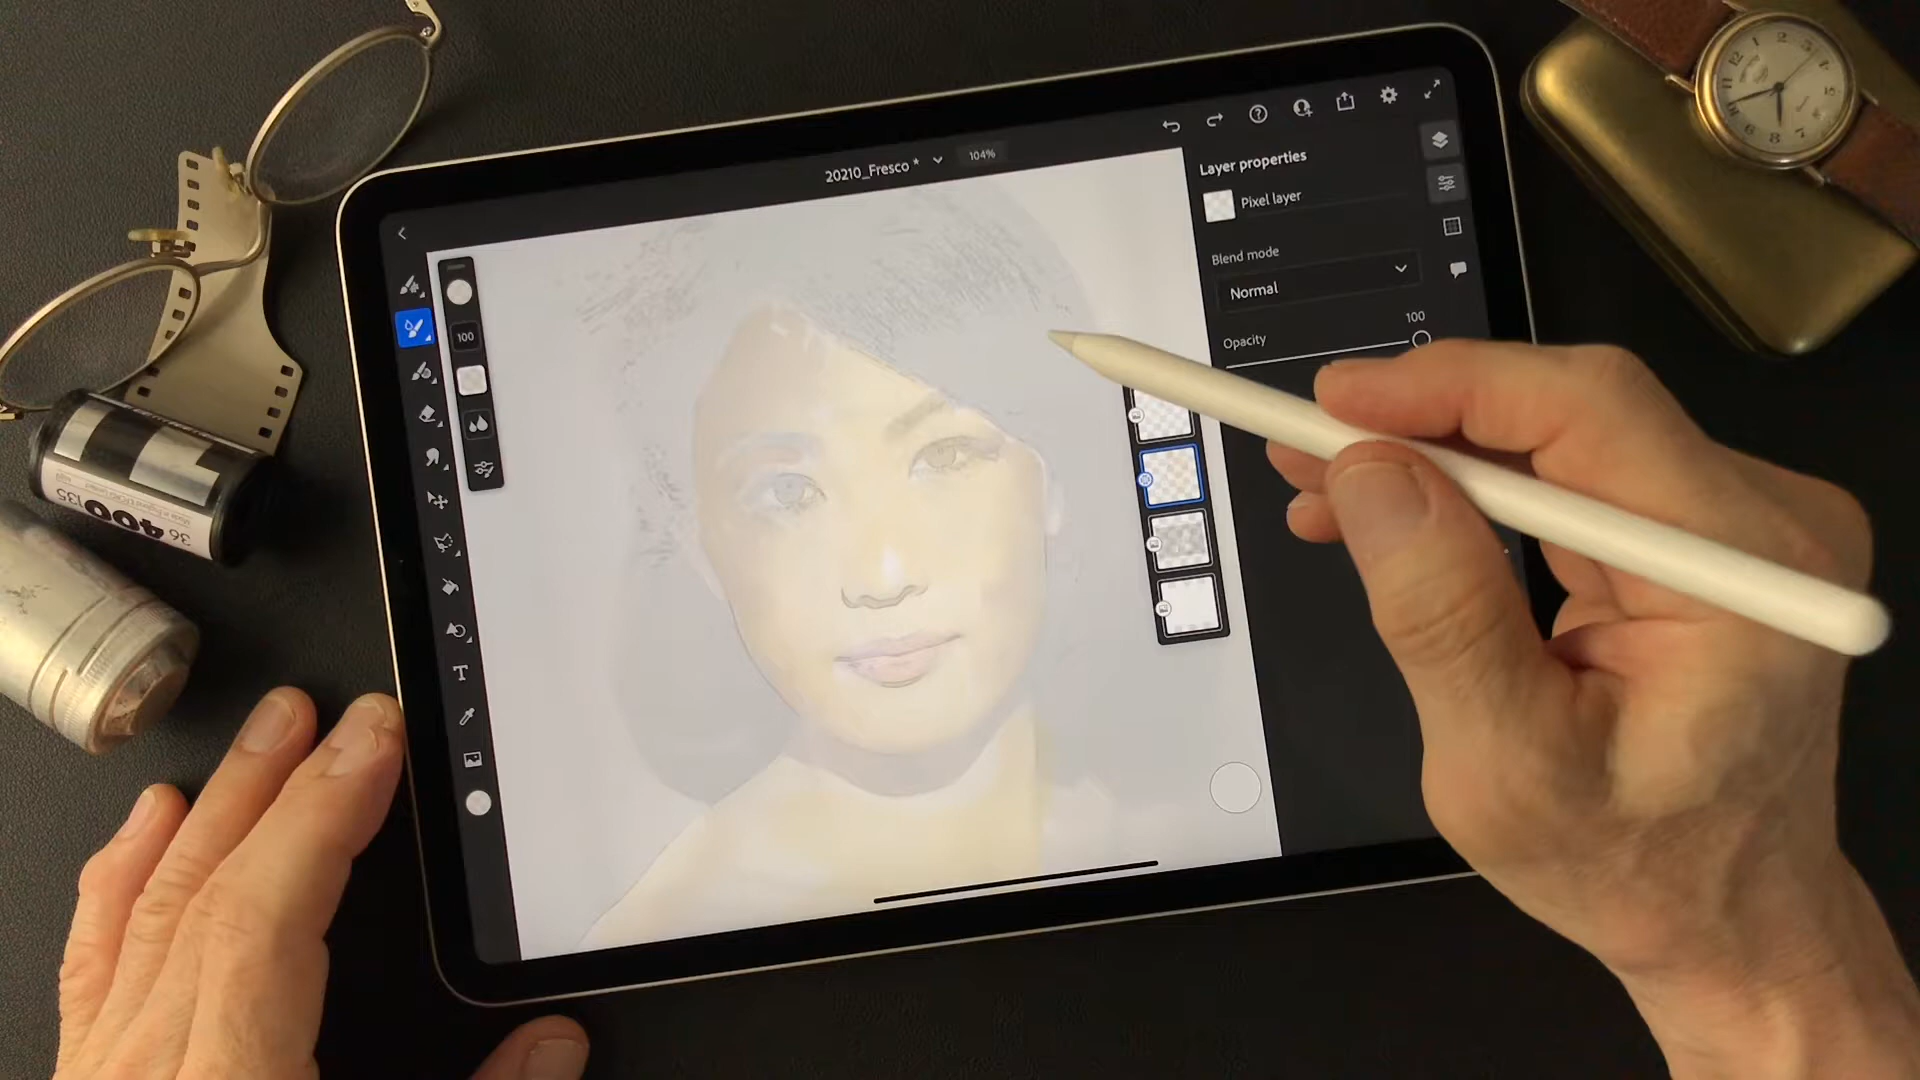 20210_Fresco *
104%
Layer properties
Pixel layer
Blend mode
Normal
100
Opacity
100
T
400
135
36